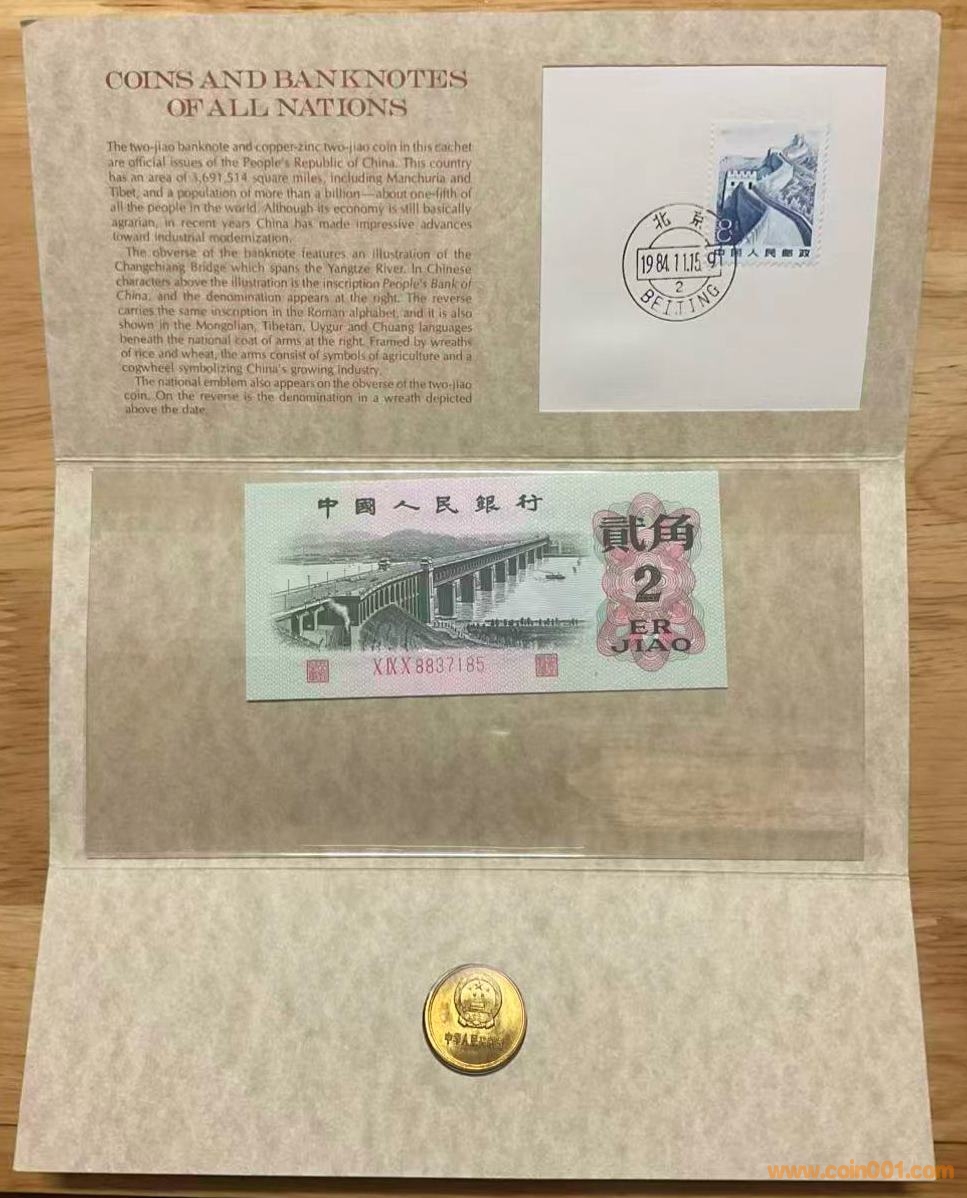 COINS AND BANKNOTES
OF ALL NATIONS
The two-jiao banknote and copper-zinc two-jiao coin in this cachet
are official issues of the People's Republic of China. This country
has an area of 3,691,514 square miles, including Manchuria and
Tibet, and a population of more than a billion—about one-fifth of
all the people in the world. Although its economy is still basically
agrarian, in recent years China has made impressive advances
toward industrial modernization.
The obverse of the banknote features an illustration of the
Changchiang Bridge which spans the Yangtze River. In Chinese
characters above the illustration is the inscription People's Bank of
China, and the denomination appears at the right. The reverse
carries the same inscription in the Roman alphabet, and it is also
shown in the Mongolian, Tibetan, Uygur and Chuang languages
beneath the national coat of arms at the right. Framed by wreaths
of rice and wheat, the arms consist of symbols of agriculture and a
cogwheel symbolizing China's growing industry.
The national emblem also appears on the obverse of the two-jiao
coin. On the reverse is the denomination in a wreath depicted
above the date.
8
中国人民邮政
北京
1984.11.15.9
2
BEIJING
中國人民銀行
貳角
2
ER
JIAO
X IX X 8837185
中华人民共和国
www.coin001.com